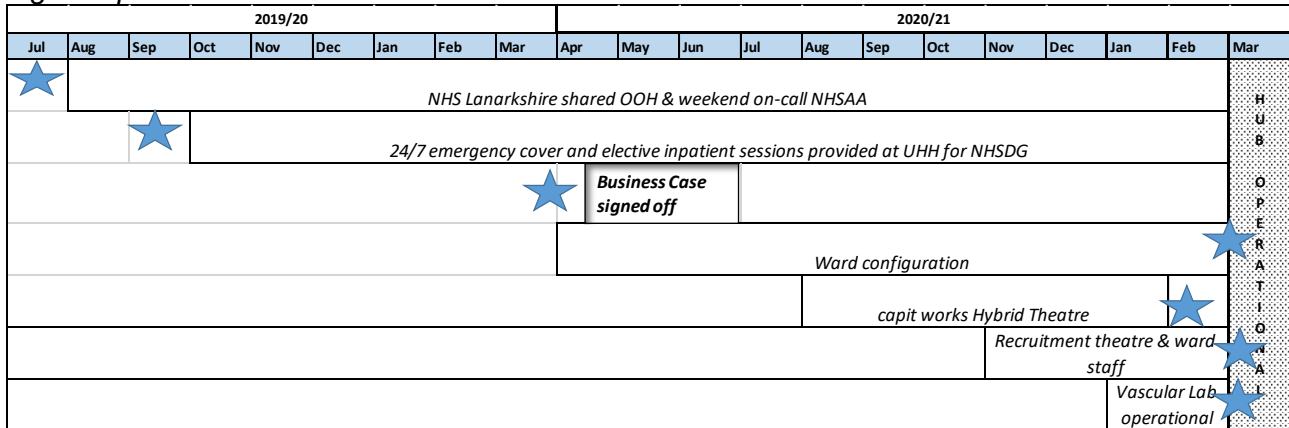 2019/20 2020/21
Jul Aug Sep Oct Nov Dec Jan Feb Mar Apr May Jun Jul Aug Sep Oct Nov Dec Jan Feb Mar
NHS Lanarkshire shared OOH & weekend on-call NHSAA
24/7 emergency cover and elective inpatient sessions provided at UHH for NHSDG
Business Case
signed off
Ward configuration
capit works Hybrid Theatre
Recruitment theatre & ward
staff
Vascular Lab
operational
H
U
B
O
P
E
R
A
T
I
O
N
A
L